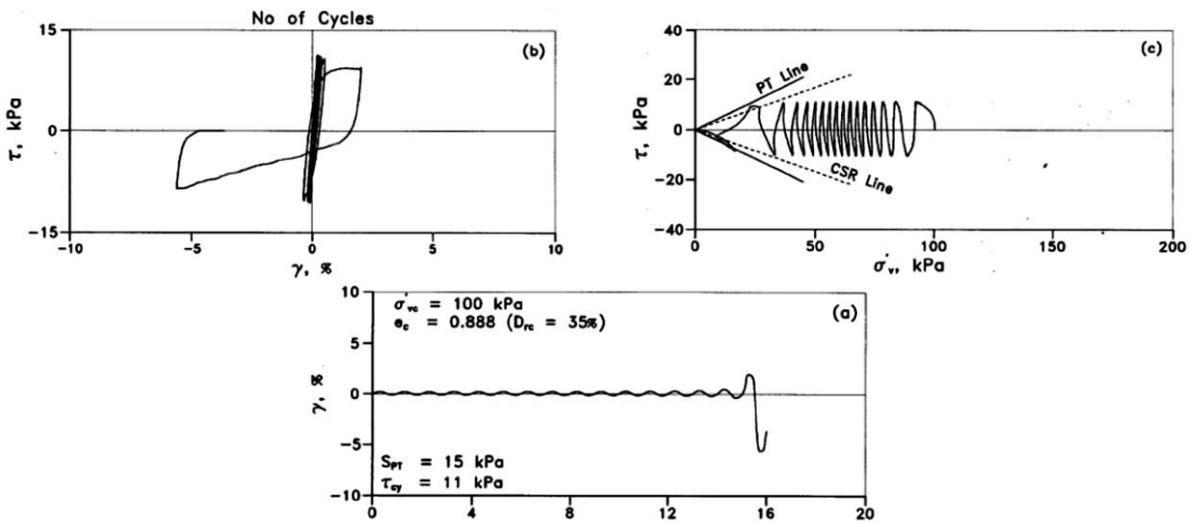 No of Cycles
15
(b)
τ, kPa
0
−15
−10
−5
0
5
10
γ, %
40
(c)
PT Line
20
τ, kPa
0
CSR Line
−20
−40
0
50
100
150
200
σ'v, kPa
10
σ'vc = 100 kPa
(a)
ec = 0.888 (Drc = 35%)
5
γ, %
0
−5
SPT = 15 kPa
τcy = 11 kPa
−10
0
4
8
12
16
20